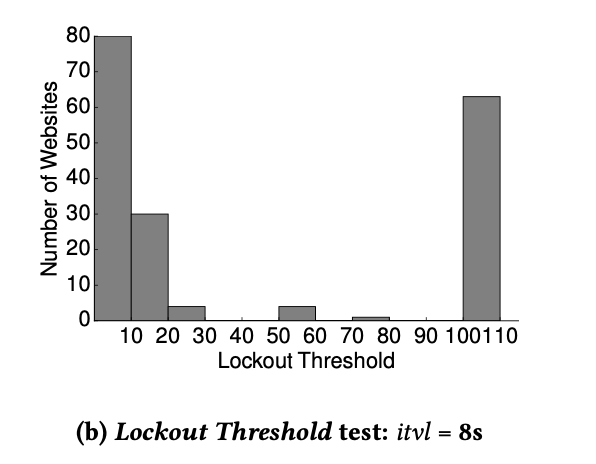 80
70
60
50
40
30
20
10
0
Number of Websites
10 20 30 40 50 60 70 80 90 100110
Lockout Threshold
(b) Lockout Threshold test: itvl = 8s